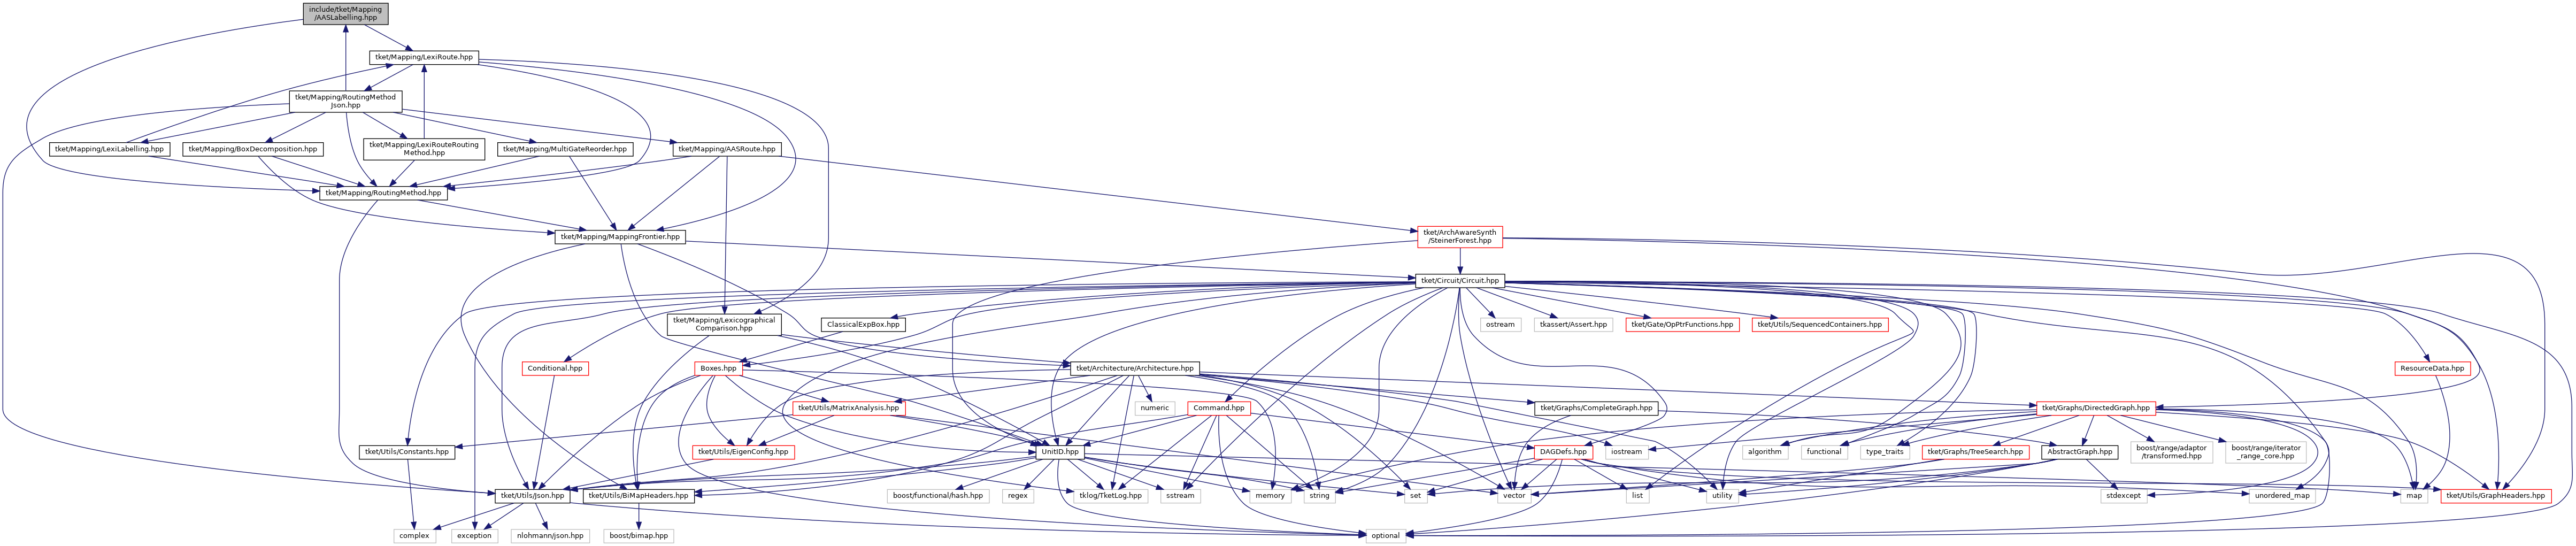 include/tket/Mapping
/AASLabelling.hpp
tket/Mapping/LexiRoute.hpp
tket/Mapping/RoutingMethod
Json.hpp
tket/Mapping/LexiLabelling.hpp
tket/Mapping/BoxDecomposition.hpp
tket/Mapping/LexiRouteRouting
Method.hpp
tket/Mapping/MultiGateReorder.hpp
tket/Mapping/AASRoute.hpp
tket/Mapping/RoutingMethod.hpp
tket/Mapping/MappingFrontier.hpp
tket/ArchAwareSynth
/SteinerForest.hpp
tket/Circuit/Circuit.hpp
tket/Mapping/Lexicographical
Comparison.hpp
ClassicalExpBox.hpp
ostream
tkassert/Assert.hpp
tket/Gate/OpPtrFunctions.hpp
tket/Utils/SequencedContainers.hpp
Conditional.hpp
Boxes.hpp
tket/Architecture/Architecture.hpp
ResourceData.hpp
tket/Utils/MatrixAnalysis.hpp
numeric
Command.hpp
tket/Graphs/CompleteGraph.hpp
tket/Graphs/DirectedGraph.hpp
tket/Utils/Constants.hpp
tket/Utils/EigenConfig.hpp
UnitID.hpp
DAGDefs.hpp
iostream
algorithm
functional
type_traits
tket/Graphs/TreeSearch.hpp
AbstractGraph.hpp
boost/range/adaptor
/transformed.hpp
boost/range/iterator
_range_core.hpp
tket/Utils/Json.hpp
tket/Utils/BiMapHeaders.hpp
boost/functional/hash.hpp
regex
tklog/TketLog.hpp
sstream
memory
string
set
vector
list
utility
stdexcept
unordered_map
map
tket/Utils/GraphHeaders.hpp
complex
exception
nlohmann/json.hpp
boost/bimap.hpp
optional